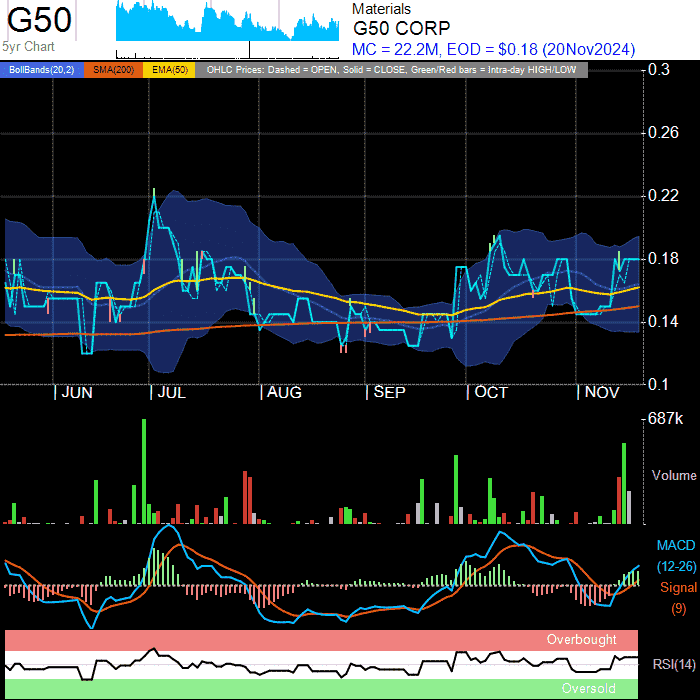 G50
5yr Chart
Materials
G50 CORP
MC = 22.2M, EOD = $0.18 (20Nov2024)
BollBands(20,2) SMA(200) EMA(50) OHLC Prices: Dashed = OPEN, Solid = CLOSE, Green/Red bars = Intra-day HIGH/LOW
0.3
0.26
0.22
0.18
0.14
0.1
JUN JUL AUG SEP OCT NOV
687k
Volume
MACD
(12-26)
Signal
(9)
Overbought
RSI(14)
Oversold